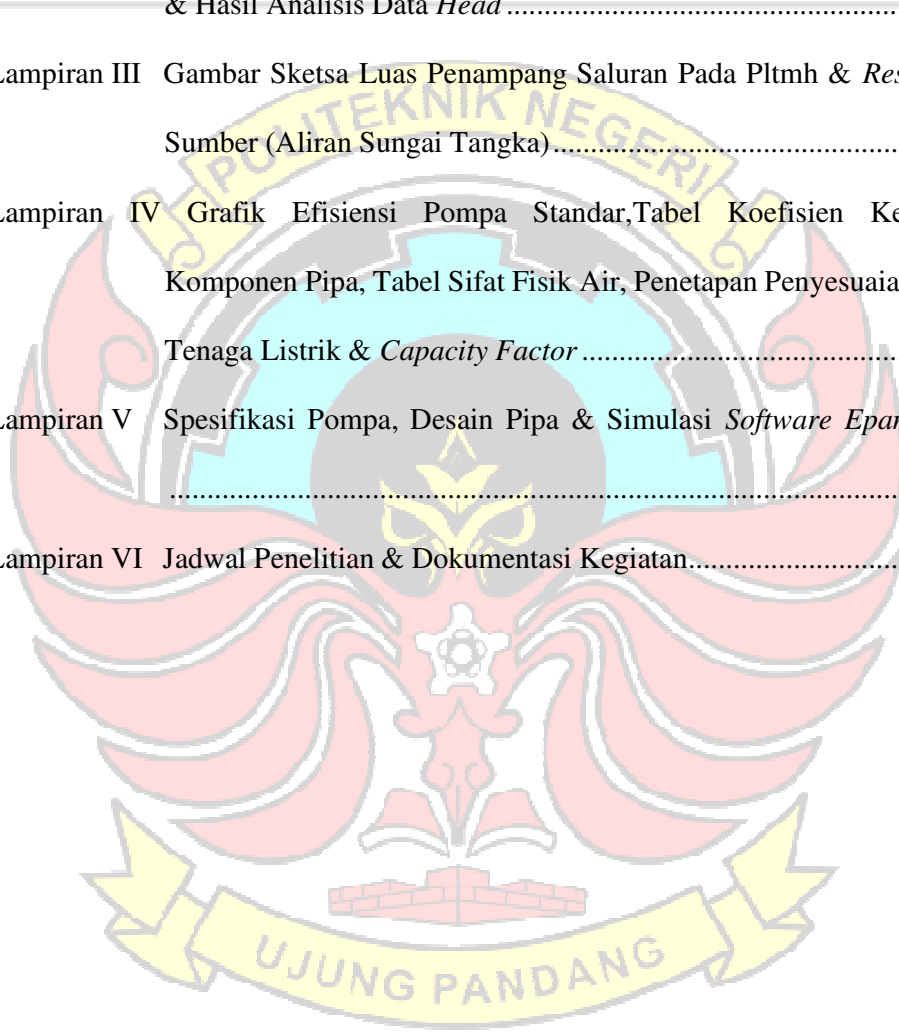 & Hasil Analisis Data Head ............................................
Lampiran III Gambar Sketsa Luas Penampang Saluran Pada Pltmh &
Sumber (Aliran Sungai Tangka) .......................................
Lampiran IV Grafik Efisiensi Pompa Standar,Tabel Koefisien
Komponen Pipa, Tabel Sifat Fisik Air, Penetapan
Tenaga Listrik & Capacity Factor ....................................
Lampiran V Spesifikasi Pompa, Desain Pipa & Simulasi Software
..................................................................................
Lampiran VI Jadwal Penelitian & Dokumentasi Kegiatan........................
POLITEKNIK NEGERI
UJUNG PANDANG